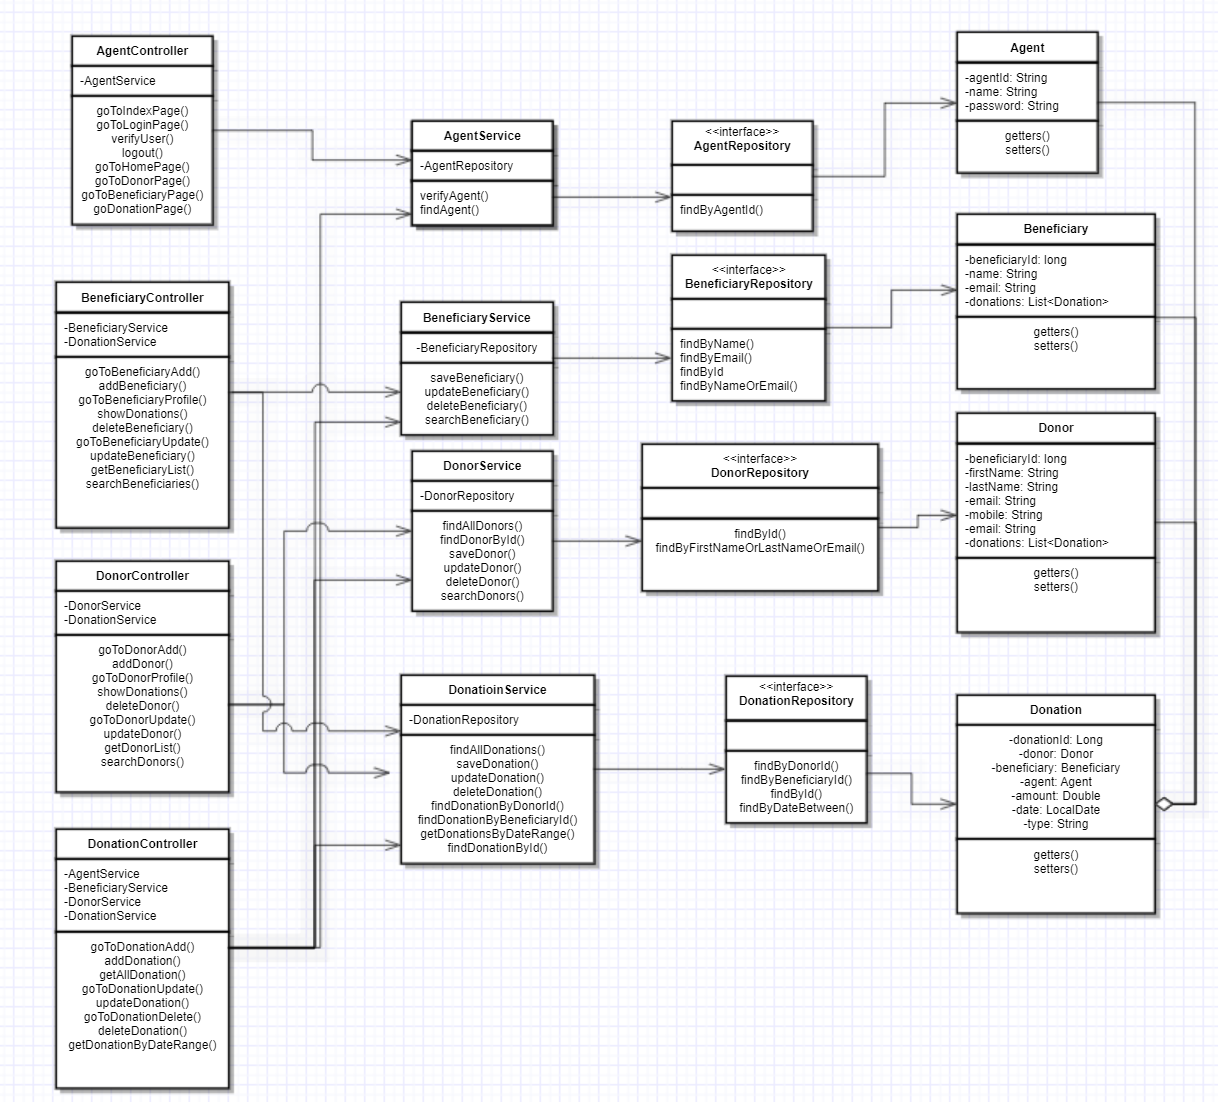 AgentController
-AgentService
goToIndexPage()
goToLoginPage()
verifyUser()
logout()
goToHomePage()
goToDonorPage()
goToBeneficiaryPage()
goDonationPage()
BeneficiaryController
-BeneficiaryService
-DonationService
goToBeneficiaryAdd()
addBeneficiary()
goToBeneficiaryProfile()
showDonations()
deleteBeneficiary()
goToBeneficiaryUpdate()
updateBeneficiary()
getBeneficiaryList()
searchBeneficiaries()
DonorController
-DonorService
-DonationService
goToDonorAdd()
addDonor()
goToDonorProfile()
showDonations()
deleteDonor()
goToDonorUpdate()
updateDonor()
getDonorList()
searchDonors()
DonationController
-AgentService
-BeneficiaryService
-DonorService
-DonationService
goToDonationAdd()
addDonation()
getAllDonation()
goToDonationUpdate()
updateDonation()
goToDonationDelete()
deleteDonation()
getDonationByDateRange()
AgentService
-AgentRepository
verifyAgent()
findAgent()
BeneficiaryService
-BeneficiaryRepository
saveBeneficiary()
updateBeneficiary()
deleteBeneficiary()
searchBeneficiary()
DonorService
-DonorRepository
findAllDonors()
findDonorById()
saveDonor()
updateDonor()
deleteDonor()
searchDonors()
DonatioinService
-DonationRepository
findAllDonations()
saveDonation()
updateDonation()
deleteDonation()
findDonationByDonorId()
findDonationByBeneficiaryId()
getDonationsByDateRange()
findDonationById()
<<interface>>
AgentRepository
findByAgentId()
<<interface>>
BeneficiaryRepository
findByName()
findByEmail()
findById
findByNameOrEmail()
<<interface>>
DonorRepository
findById()
findByFirstNameOrLastNameOrEmail()
<<interface>>
DonationRepository
findByDonorId()
findByBeneficiaryId()
findById()
findByDateBetween()
Agent
-agentId: String
-name: String
-password: String
getters()
setters()
Beneficiary
-beneficiaryId: long
-name: String
-email: String
-donations: List<Donation>
getters()
setters()
Donor
-beneficiaryId: long
-firstName: String
-lastName: String
-email: String
-mobile: String
-email: String
-donations: List<Donation>
getters()
setters()
Donation
-donationId: Long
-donor: Donor
-beneficiary: Beneficiary
-agent: Agent
-amount: Double
-date: LocalDate
-type: String
getters()
setters()